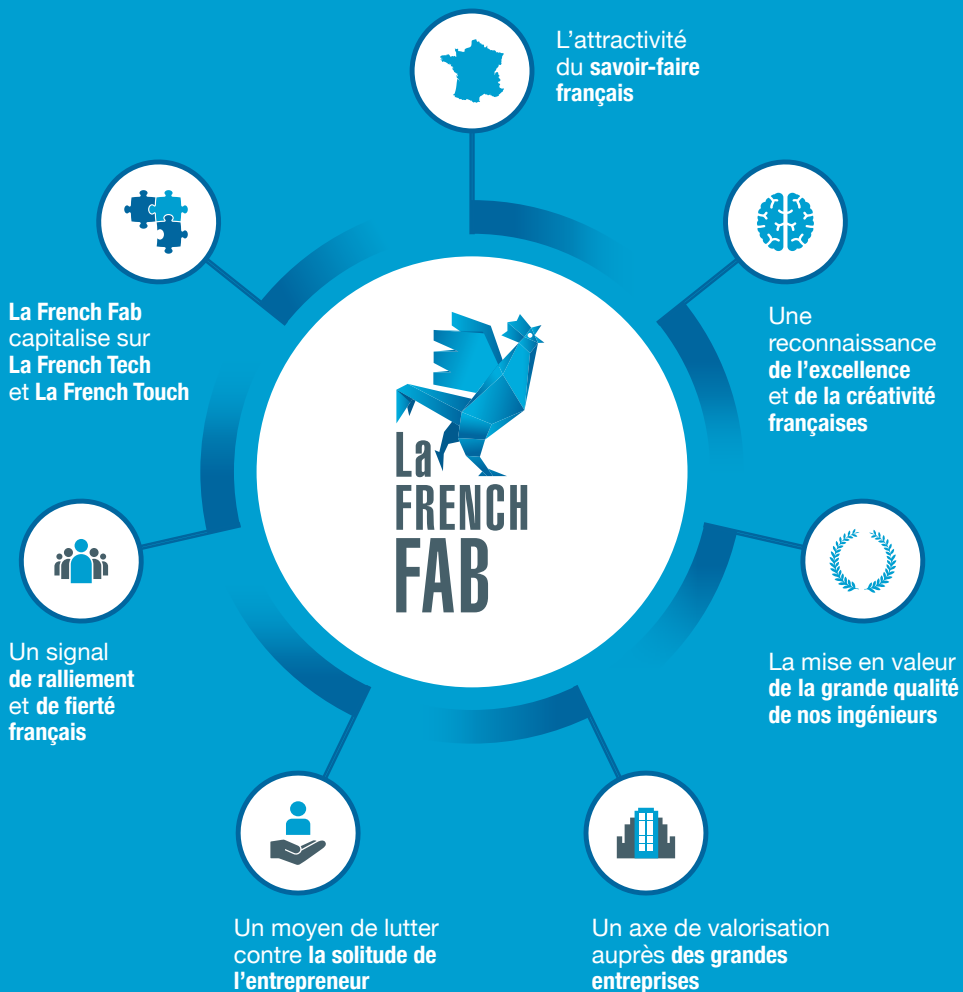 L’attractivité
du savoir-faire
français
Une
reconnaissance
de l’excellence
et de la créativité
françaises
La mise en valeur
de la grande qualité
de nos ingénieurs
Un axe de valorisation
auprès des grandes
entreprises
Un moyen de lutter
contre la solitude de
l’entrepreneur
Un signal
de ralliement
et de fierté
français
La French Fab
capitalise sur
La French Tech
et La French Touch
La
FRENCH
FAB